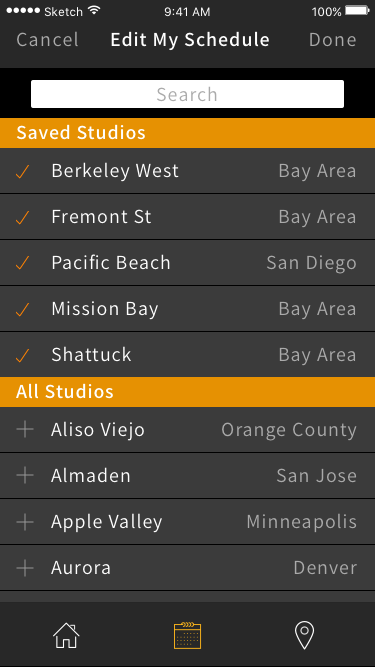 Sketch 9:41 AM 100%
Cancel Edit My Schedule Done
Search
Saved Studios
Berkeley West Bay Area
Fremont St Bay Area
Pacific Beach San Diego
Mission Bay Bay Area
Shattuck Bay Area
All Studios
Aliso Viejo Orange County
Almaden San Jose
Apple Valley Minneapolis
Aurora Denver